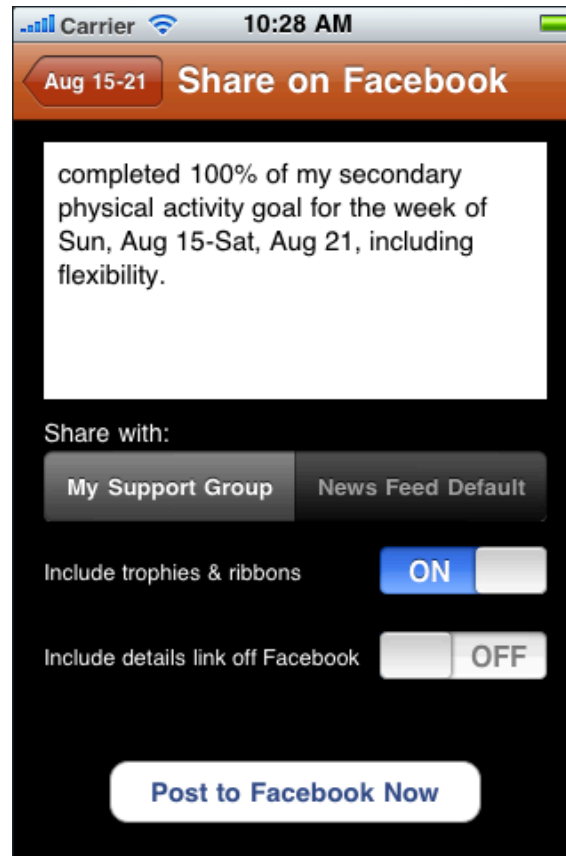 Carrier 10:28 AM
Aug 15-21 Share on Facebook
completed 100% of my secondary
physical activity goal for the week of
Sun, Aug 15-Sat, Aug 21, including
flexibility.
Share with:
My Support Group News Feed Default
Include trophies & ribbons ON
Include details link off Facebook OFF
Post to Facebook Now